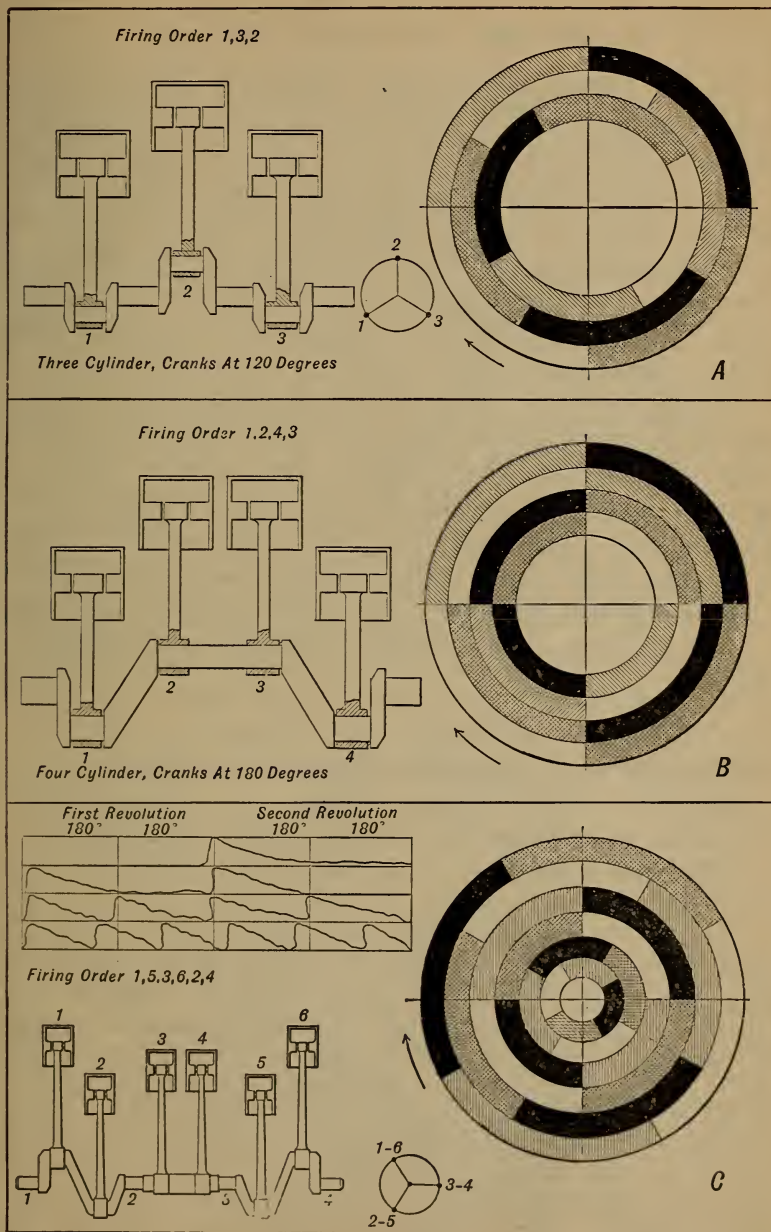 Firing Order 1,3,2
2
1
2
3
1
3
Three Cylinder, Cranks At 120 Degrees
A
Firing Order 1,2,4,3
2
3
1
4
Four Cylinder, Cranks At 180 Degrees
B
First Revolution Second Revolution
180° 180° 180° 180°
Firing Order 1,5,3,6,2,4
1
6
2
3
4
5
1-6
3-4
2-5
1
2
3
4
C